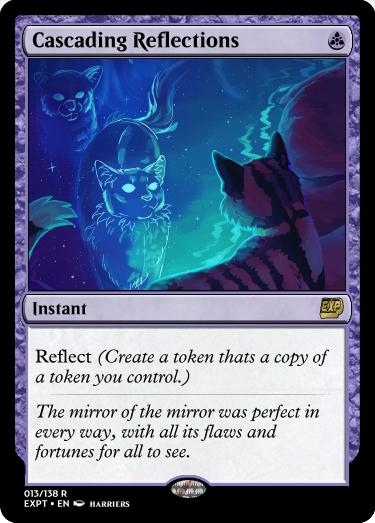 Cascading Reflections
Instant
EXP
Reflect (Create a token thats a copy of
a token you control.)
The mirror of the mirror was perfect in
every way, with all its flaws and
fortunes for all to see.
013/138 R
EXPT • EN HARRIERS